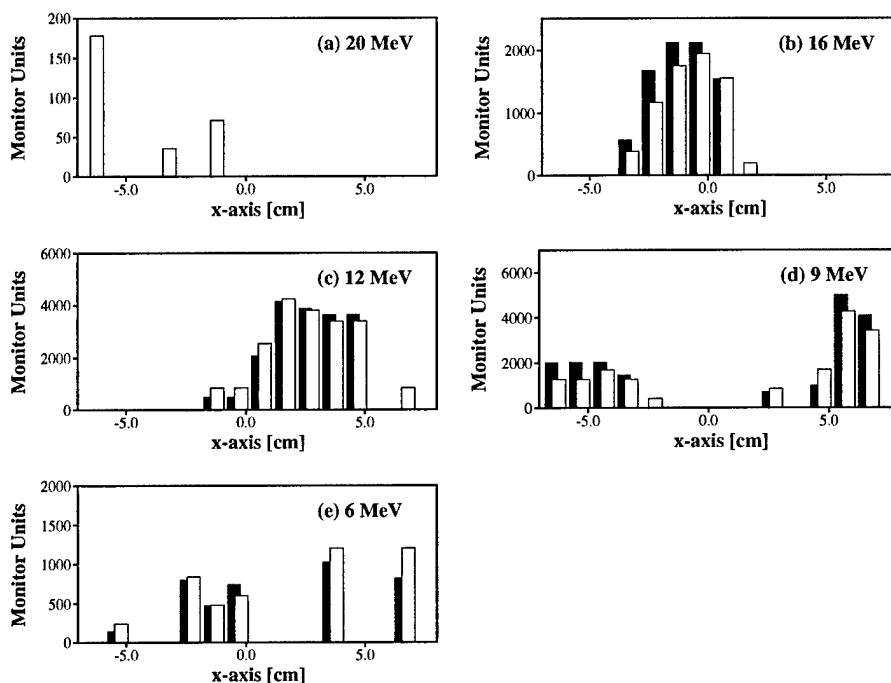 (a) 20 MeV
Monitor Units
200
150
100
50
0
-5.0 0.0 5.0
x-axis [cm]
(b) 16 MeV
Monitor Units
2000
1000
0
-5.0 0.0 5.0
x-axis [cm]
(c) 12 MeV
Monitor Units
6000
4000
2000
0
-5.0 0.0 5.0
x-axis [cm]
(d) 9 MeV
Monitor Units
6000
4000
2000
0
-5.0 0.0 5.0
x-axis [cm]
(e) 6 MeV
Monitor Units
2000
1500
1000
500
0
-5.0 0.0 5.0
x-axis [cm]